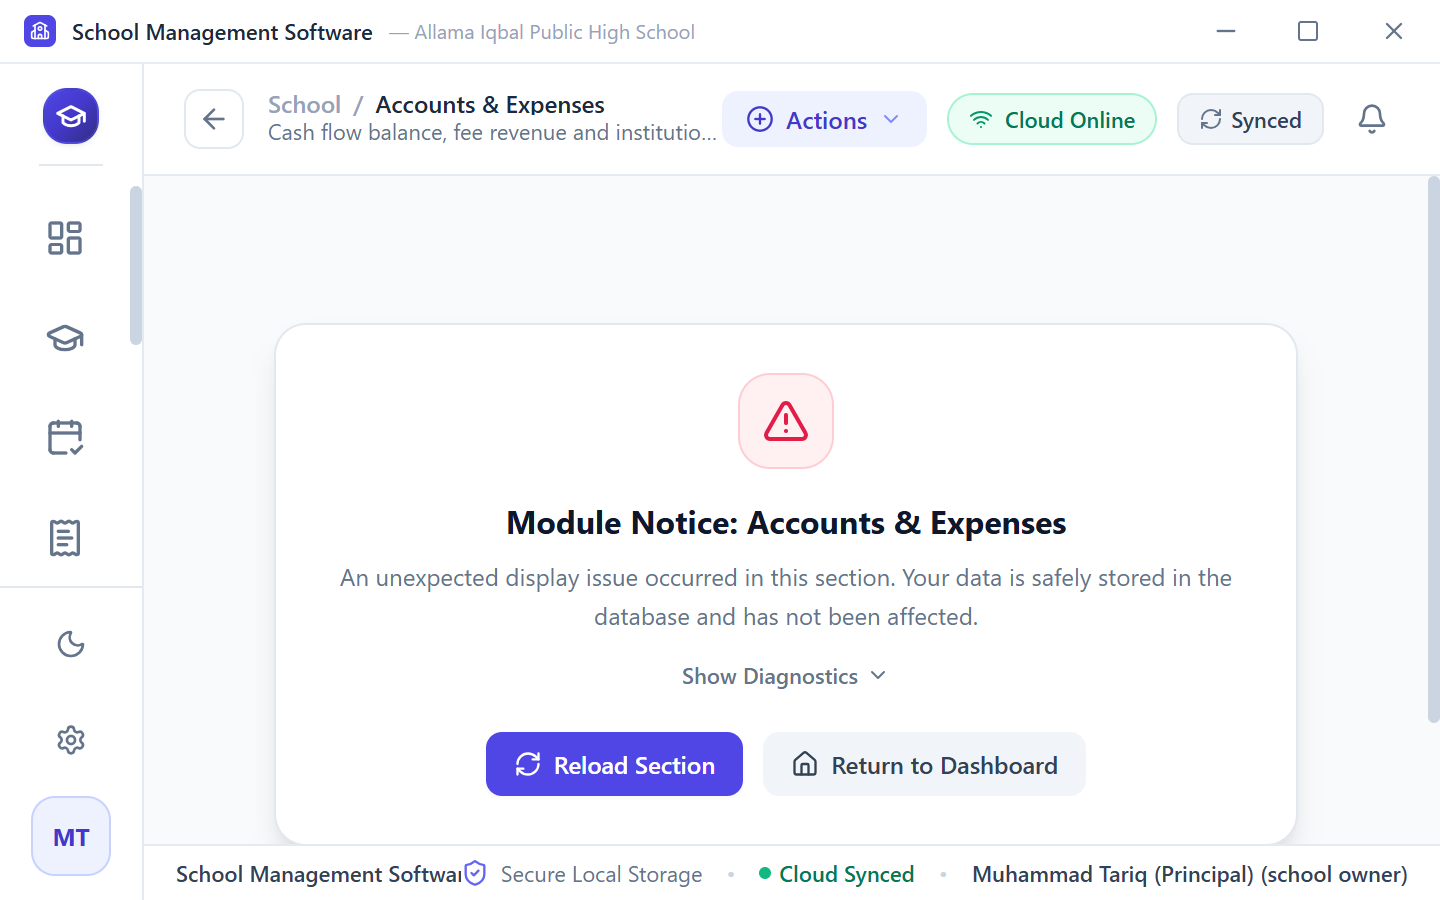 School Management Software — Allama Iqbal Public High School
School / Accounts & Expenses
Cash flow balance, fee revenue and institutio...
Actions
Cloud Online
Synced
Module Notice: Accounts & Expenses
An unexpected display issue occurred in this section. Your data is safely stored in the
database and has not been affected.
Show Diagnostics
Reload Section
Return to Dashboard
MT
School Management Softwar
Secure Local Storage • Cloud Synced • Muhammad Tariq (Principal) (school owner)